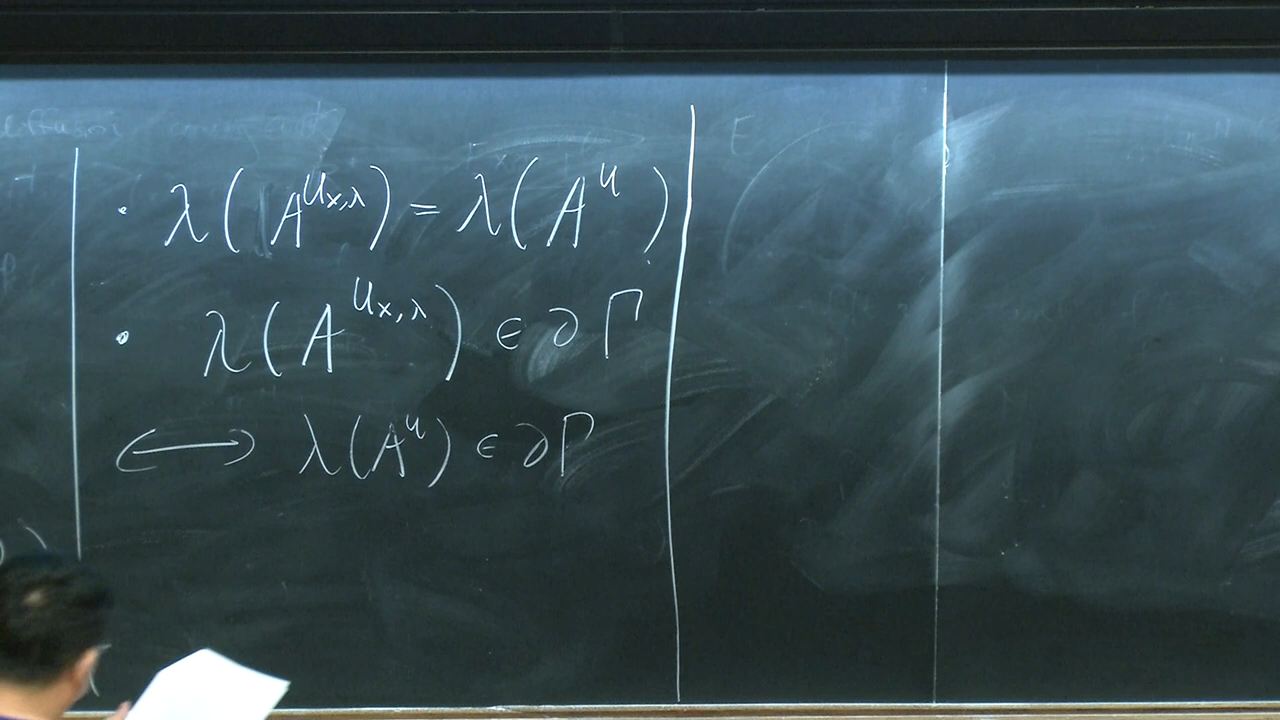 · λ(A^{u_{x,λ}}) = λ(A^u)
· λ(A^{u_{x,λ}}) ∈ ∂Γ
⟷ λ(A^u) ∈ ∂Γ
E